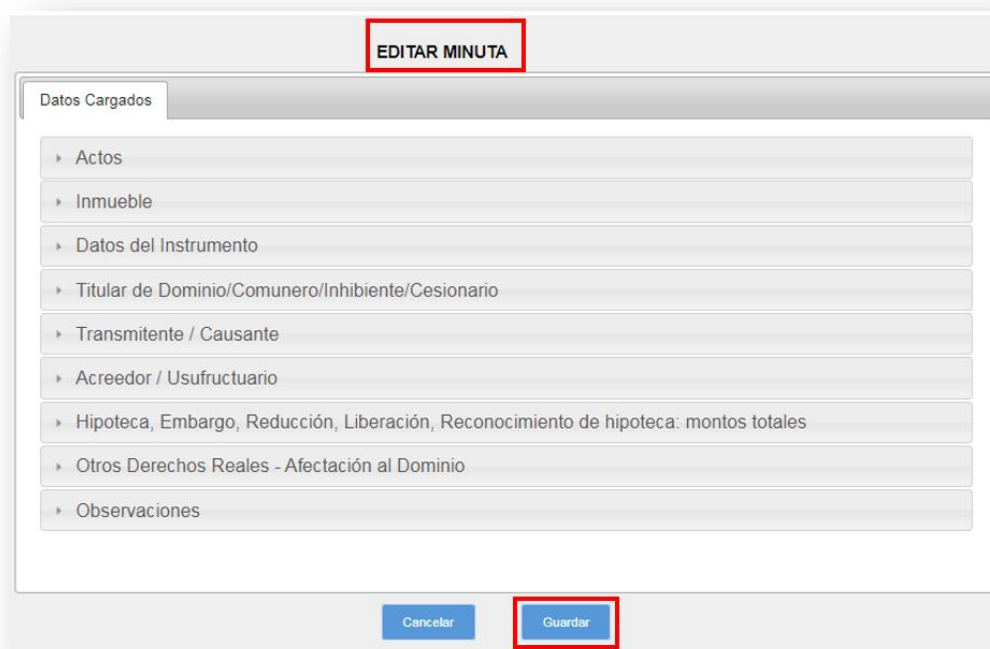 EDITAR MINUTA
Datos Cargados
Actos
Inmueble
Datos del Instrumento
Titular de Dominio/Comunero/Inhibiente/Cesionario
Transmitente / Causante
Acreedor / Usufructuario
Hipoteca, Embargo, Reducción, Liberación, Reconocimiento de hipoteca: montos totales
Otros Derechos Reales - Afectación al Dominio
Observaciones
Cancelar Guardar